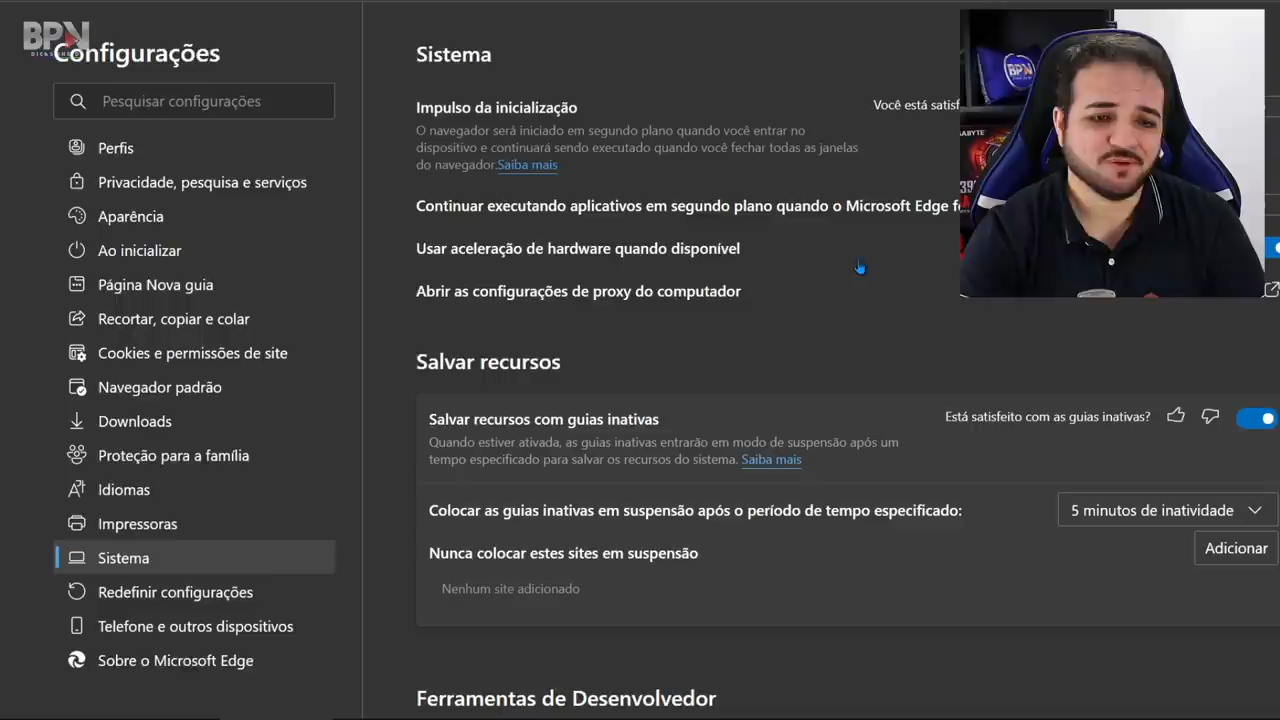 BPN
Configurações
Pesquisar configurações
Perfis
Privacidade, pesquisa e serviços
Aparência
Ao inicializar
Página Nova guia
Recortar, copiar e colar
Cookies e permissões de site
Navegador padrão
Downloads
Proteção para a família
Idiomas
Impressoras
Sistema
Redefinir configurações
Telefone e outros dispositivos
Sobre o Microsoft Edge
Sistema
Impulso da inicialização
Você está satisf
O navegador será iniciado em segundo plano quando você entrar no
dispositivo e continuará sendo executado quando você fechar todas as janelas
do navegador.Saiba mais
Continuar executando aplicativos em segundo plano quando o Microsoft Edge fe
Usar aceleração de hardware quando disponível
Abrir as configurações de proxy do computador
Salvar recursos
Salvar recursos com guias inativas
Está satisfeito com as guias inativas?
Quando estiver ativada, as guias inativas entrarão em modo de suspensão após um
tempo especificado para salvar os recursos do sistema. Saiba mais
Colocar as guias inativas em suspensão após o período de tempo especificado:
5 minutos de inatividade
Nunca colocar estes sites em suspensão
Adicionar
Nenhum site adicionado
Ferramentas de Desenvolvedor
BPN